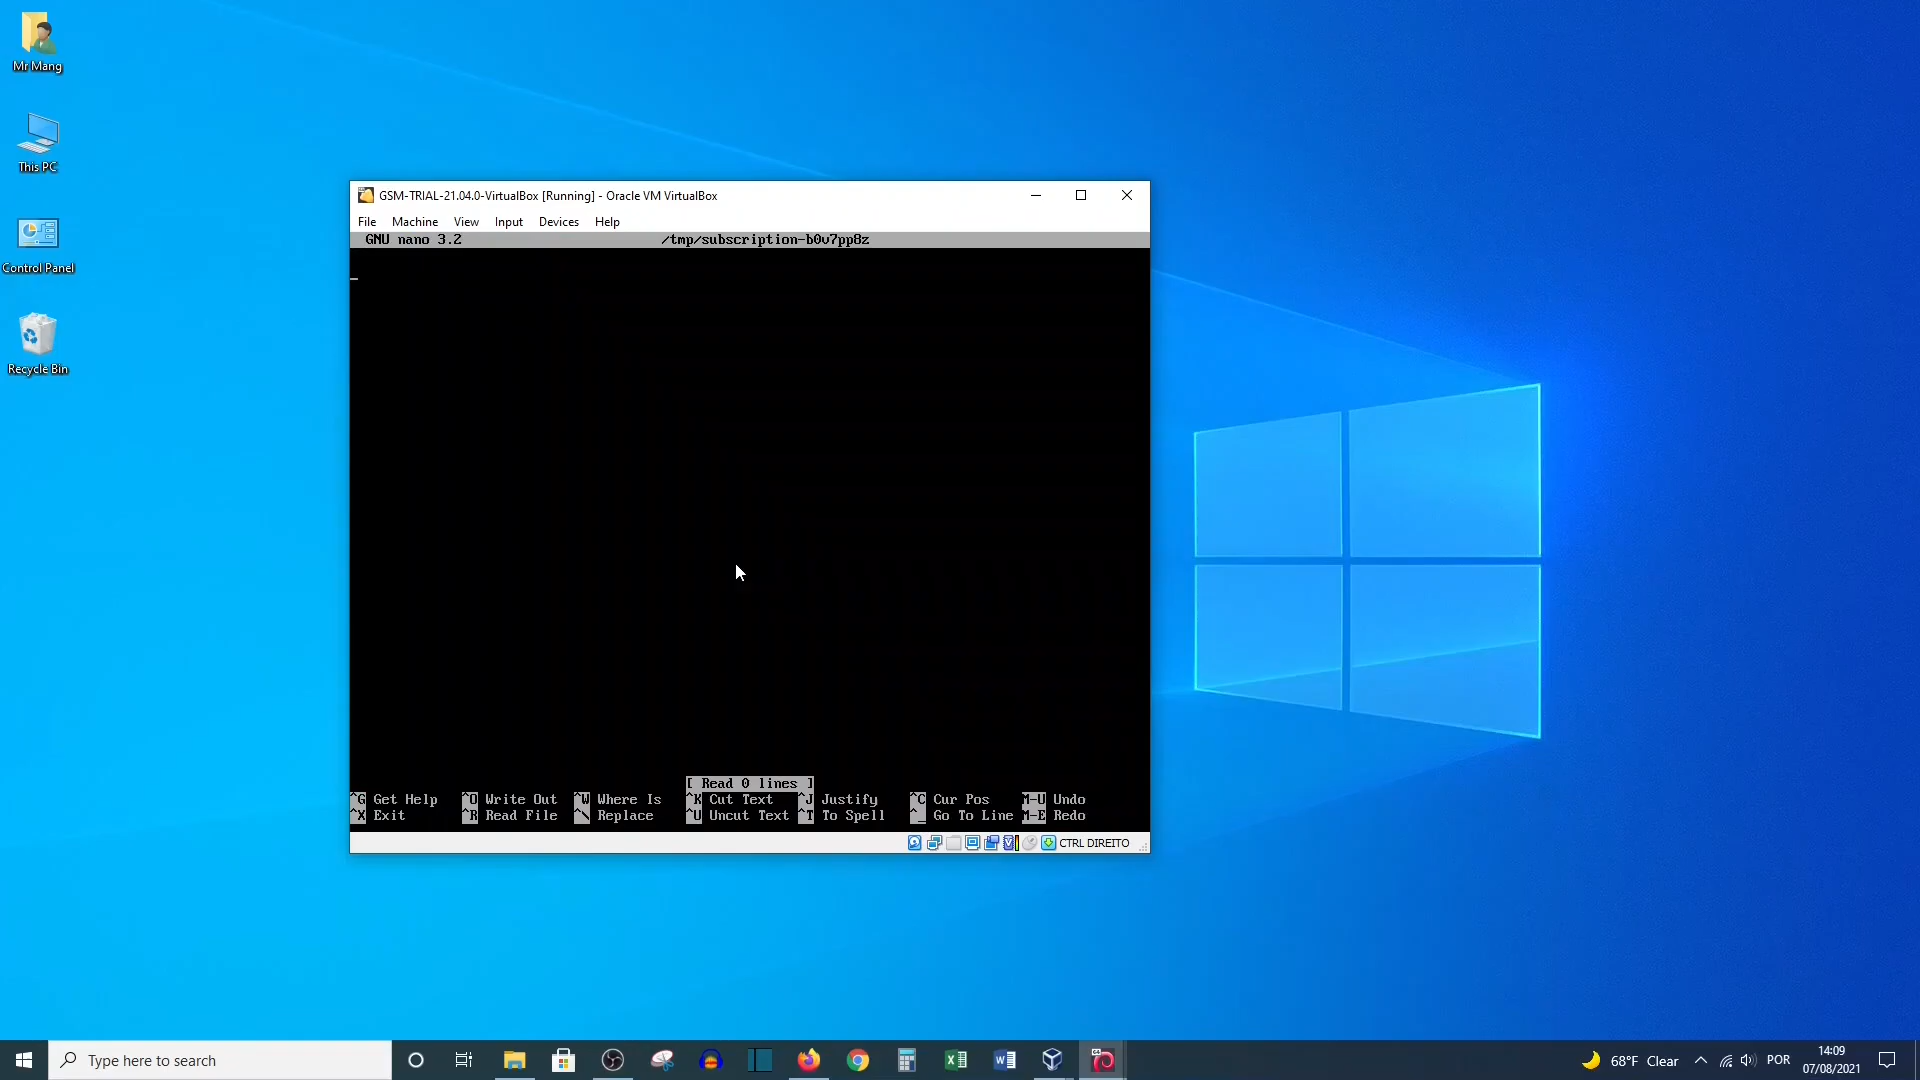 Mr Mang
This PC
Control Panel
Recycle Bin
GSM-TRIAL-21.04.0-VirtualBox [Running] - Oracle VM VirtualBox
File Machine View Input Devices Help
GNU nano 3.2 /tmp/subscription-b0v7pp8z
[ Read 0 lines ]
^G Get Help ^O Write Out ^W Where Is ^K Cut Text ^J Justify ^C Cur Pos M-U Undo
^X Exit ^R Read File ^\ Replace ^U Uncut Text ^T To Spell ^_ Go To Line M-E Redo
CTRL DIREITO
Type here to search
68°F Clear
POR
14:09
07/08/2021